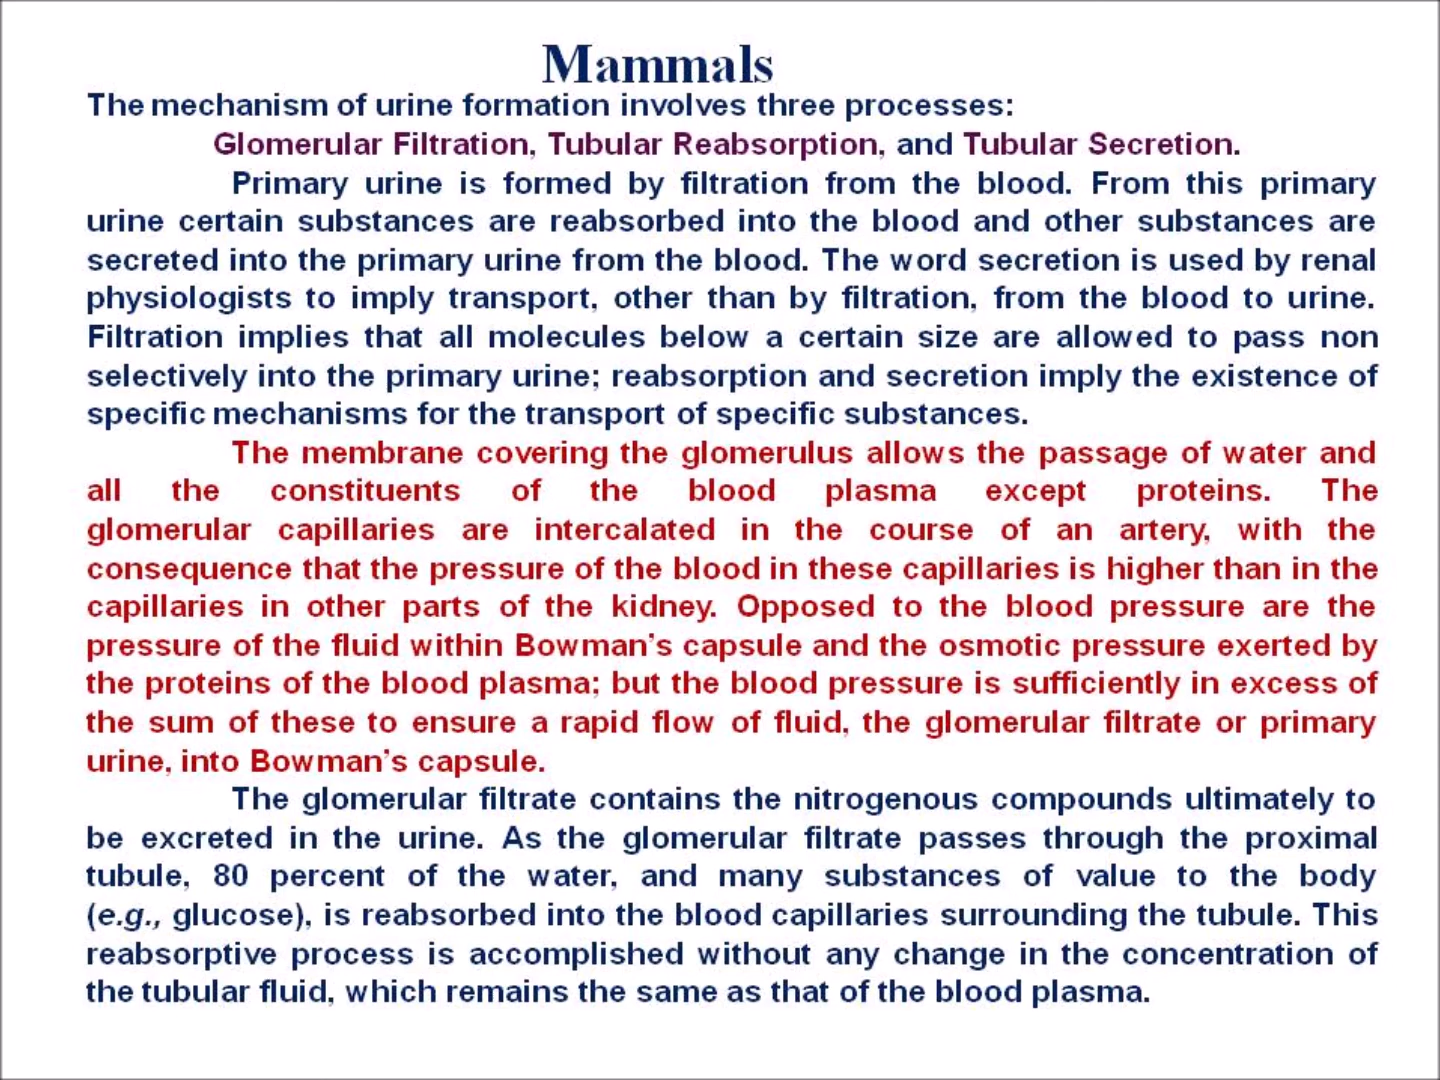 Mammals
The mechanism of urine formation involves three processes:
Glomerular Filtration, Tubular Reabsorption, and Tubular Secretion.
Primary urine is formed by filtration from the blood. From this primary
urine certain substances are reabsorbed into the blood and other substances are
secreted into the primary urine from the blood. The word secretion is used by renal
physiologists to imply transport, other than by filtration, from the blood to urine.
Filtration implies that all molecules below a certain size are allowed to pass non
selectively into the primary urine; reabsorption and secretion imply the existence of
specific mechanisms for the transport of specific substances.
The membrane covering the glomerulus allows the passage of water and
all the constituents of the blood plasma except proteins. The
glomerular capillaries are intercalated in the course of an artery, with the
consequence that the pressure of the blood in these capillaries is higher than in the
capillaries in other parts of the kidney. Opposed to the blood pressure are the
pressure of the fluid within Bowman’s capsule and the osmotic pressure exerted by
the proteins of the blood plasma; but the blood pressure is sufficiently in excess of
the sum of these to ensure a rapid flow of fluid, the glomerular filtrate or primary
urine, into Bowman’s capsule.
The glomerular filtrate contains the nitrogenous compounds ultimately to
be excreted in the urine. As the glomerular filtrate passes through the proximal
tubule, 80 percent of the water, and many substances of value to the body
(e.g., glucose), is reabsorbed into the blood capillaries surrounding the tubule. This
reabsorptive process is accomplished without any change in the concentration of
the tubular fluid, which remains the same as that of the blood plasma.